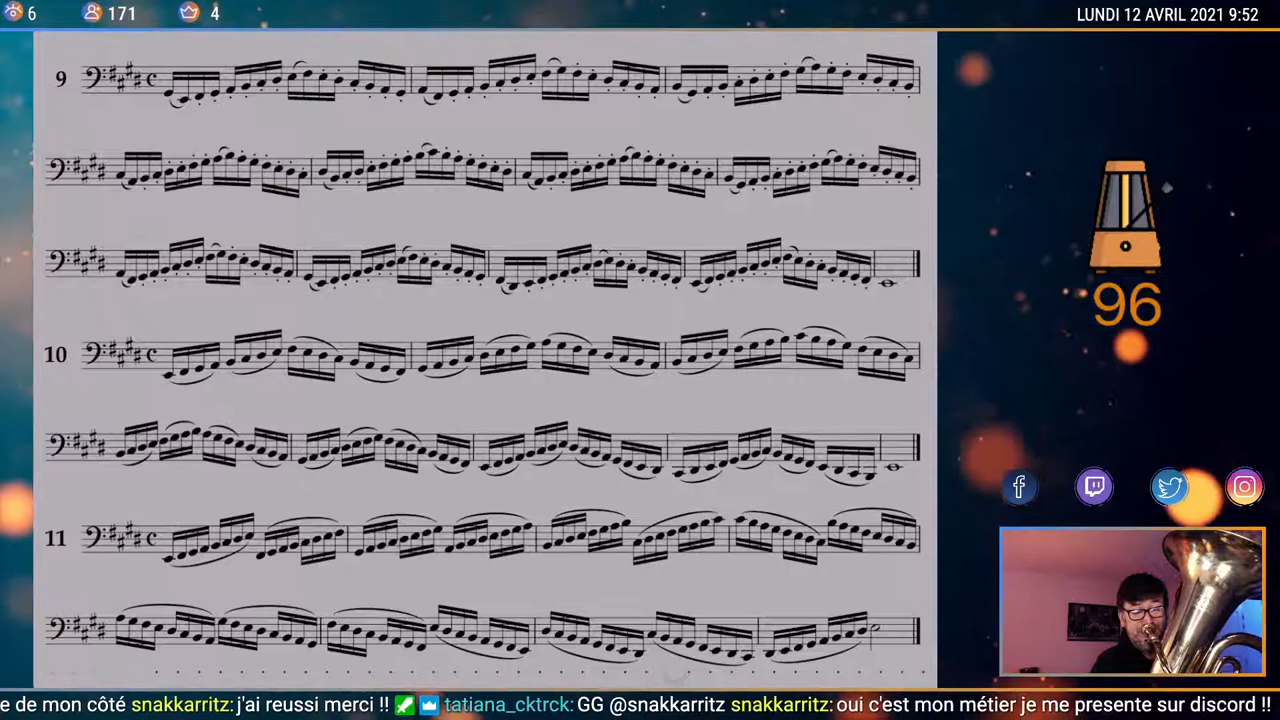 6 171 4
LUNDI 12 AVRIL 2021 9:52
9
96
10
11
e de mon côté snakkarritz: j'ai reussi merci !! tatiana_cktrck: GG @snakkarritz snakkarritz: oui c'est mon métier je me presente sur discord !!